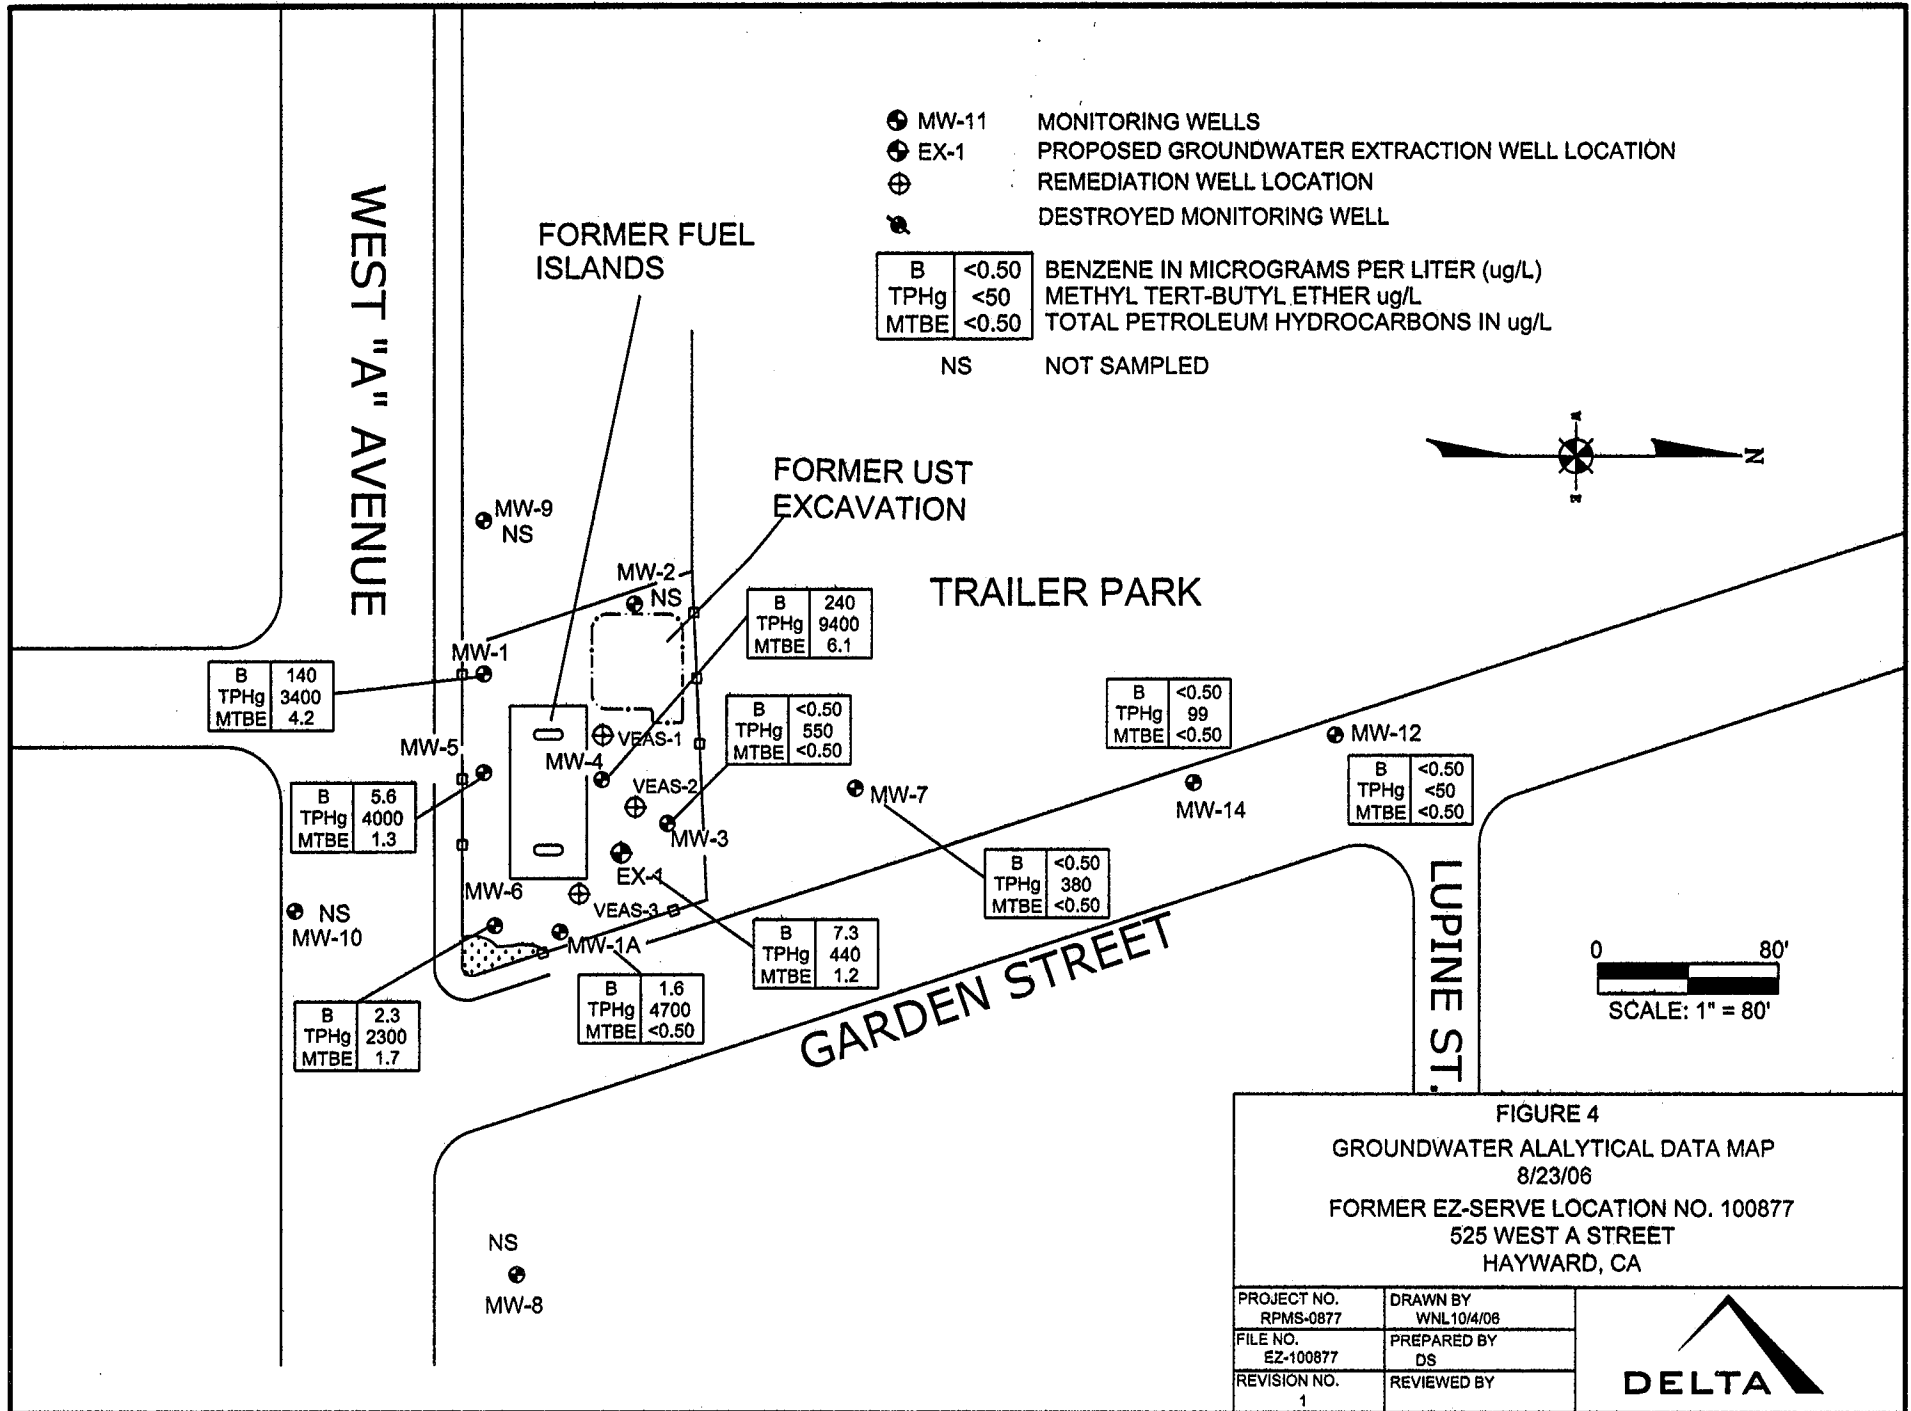 MW-11 MONITORING WELLS
EX-1 PROPOSED GROUNDWATER EXTRACTION WELL LOCATION
REMEDIATION WELL LOCATION
DESTROYED MONITORING WELL
B <0.50 BENZENE IN MICROGRAMS PER LITER (ug/L)
TPHg <50 METHYL TERT-BUTYL ETHER ug/L
MTBE <0.50 TOTAL PETROLEUM HYDROCARBONS IN ug/L
NS NOT SAMPLED
WEST "A" AVENUE
FORMER FUEL
ISLANDS
FORMER UST
EXCAVATION
W
N
E
TRAILER PARK
MW-9
NS
MW-2
NS
B 240
TPHg 9400
MTBE 6.1
MW-1
B 140
TPHg 3400
MTBE 4.2
B <0.50
TPHg 550
MTBE <0.50
B <0.50
TPHg 99
MTBE <0.50
MW-5
VEAS-1
MW-4
MW-12
B <0.50
TPHg <50
MTBE <0.50
B 5.6
TPHg 4000
MTBE 1.3
VEAS-2
MW-7
MW-14
MW-3
EX-1
B <0.50
TPHg 380
MTBE <0.50
MW-6
VEAS-3
NS
MW-10
MW-1A
B 7.3
TPHg 440
MTBE 1.2
B 1.6
TPHg 4700
MTBE <0.50
B 2.3
TPHg 2300
MTBE 1.7
GARDEN STREET
LUPINE ST.
0 80'
SCALE: 1" = 80'
NS
MW-8
FIGURE 4
GROUNDWATER ALALYTICAL DATA MAP
8/23/06
FORMER EZ-SERVE LOCATION NO. 100877
525 WEST A STREET
HAYWARD, CA
PROJECT NO.
RPMS-0877
DRAWN BY
WNL10/4/06
FILE NO.
EZ-100877
PREPARED BY
DS
REVISION NO.
1
REVIEWED BY
DELTA